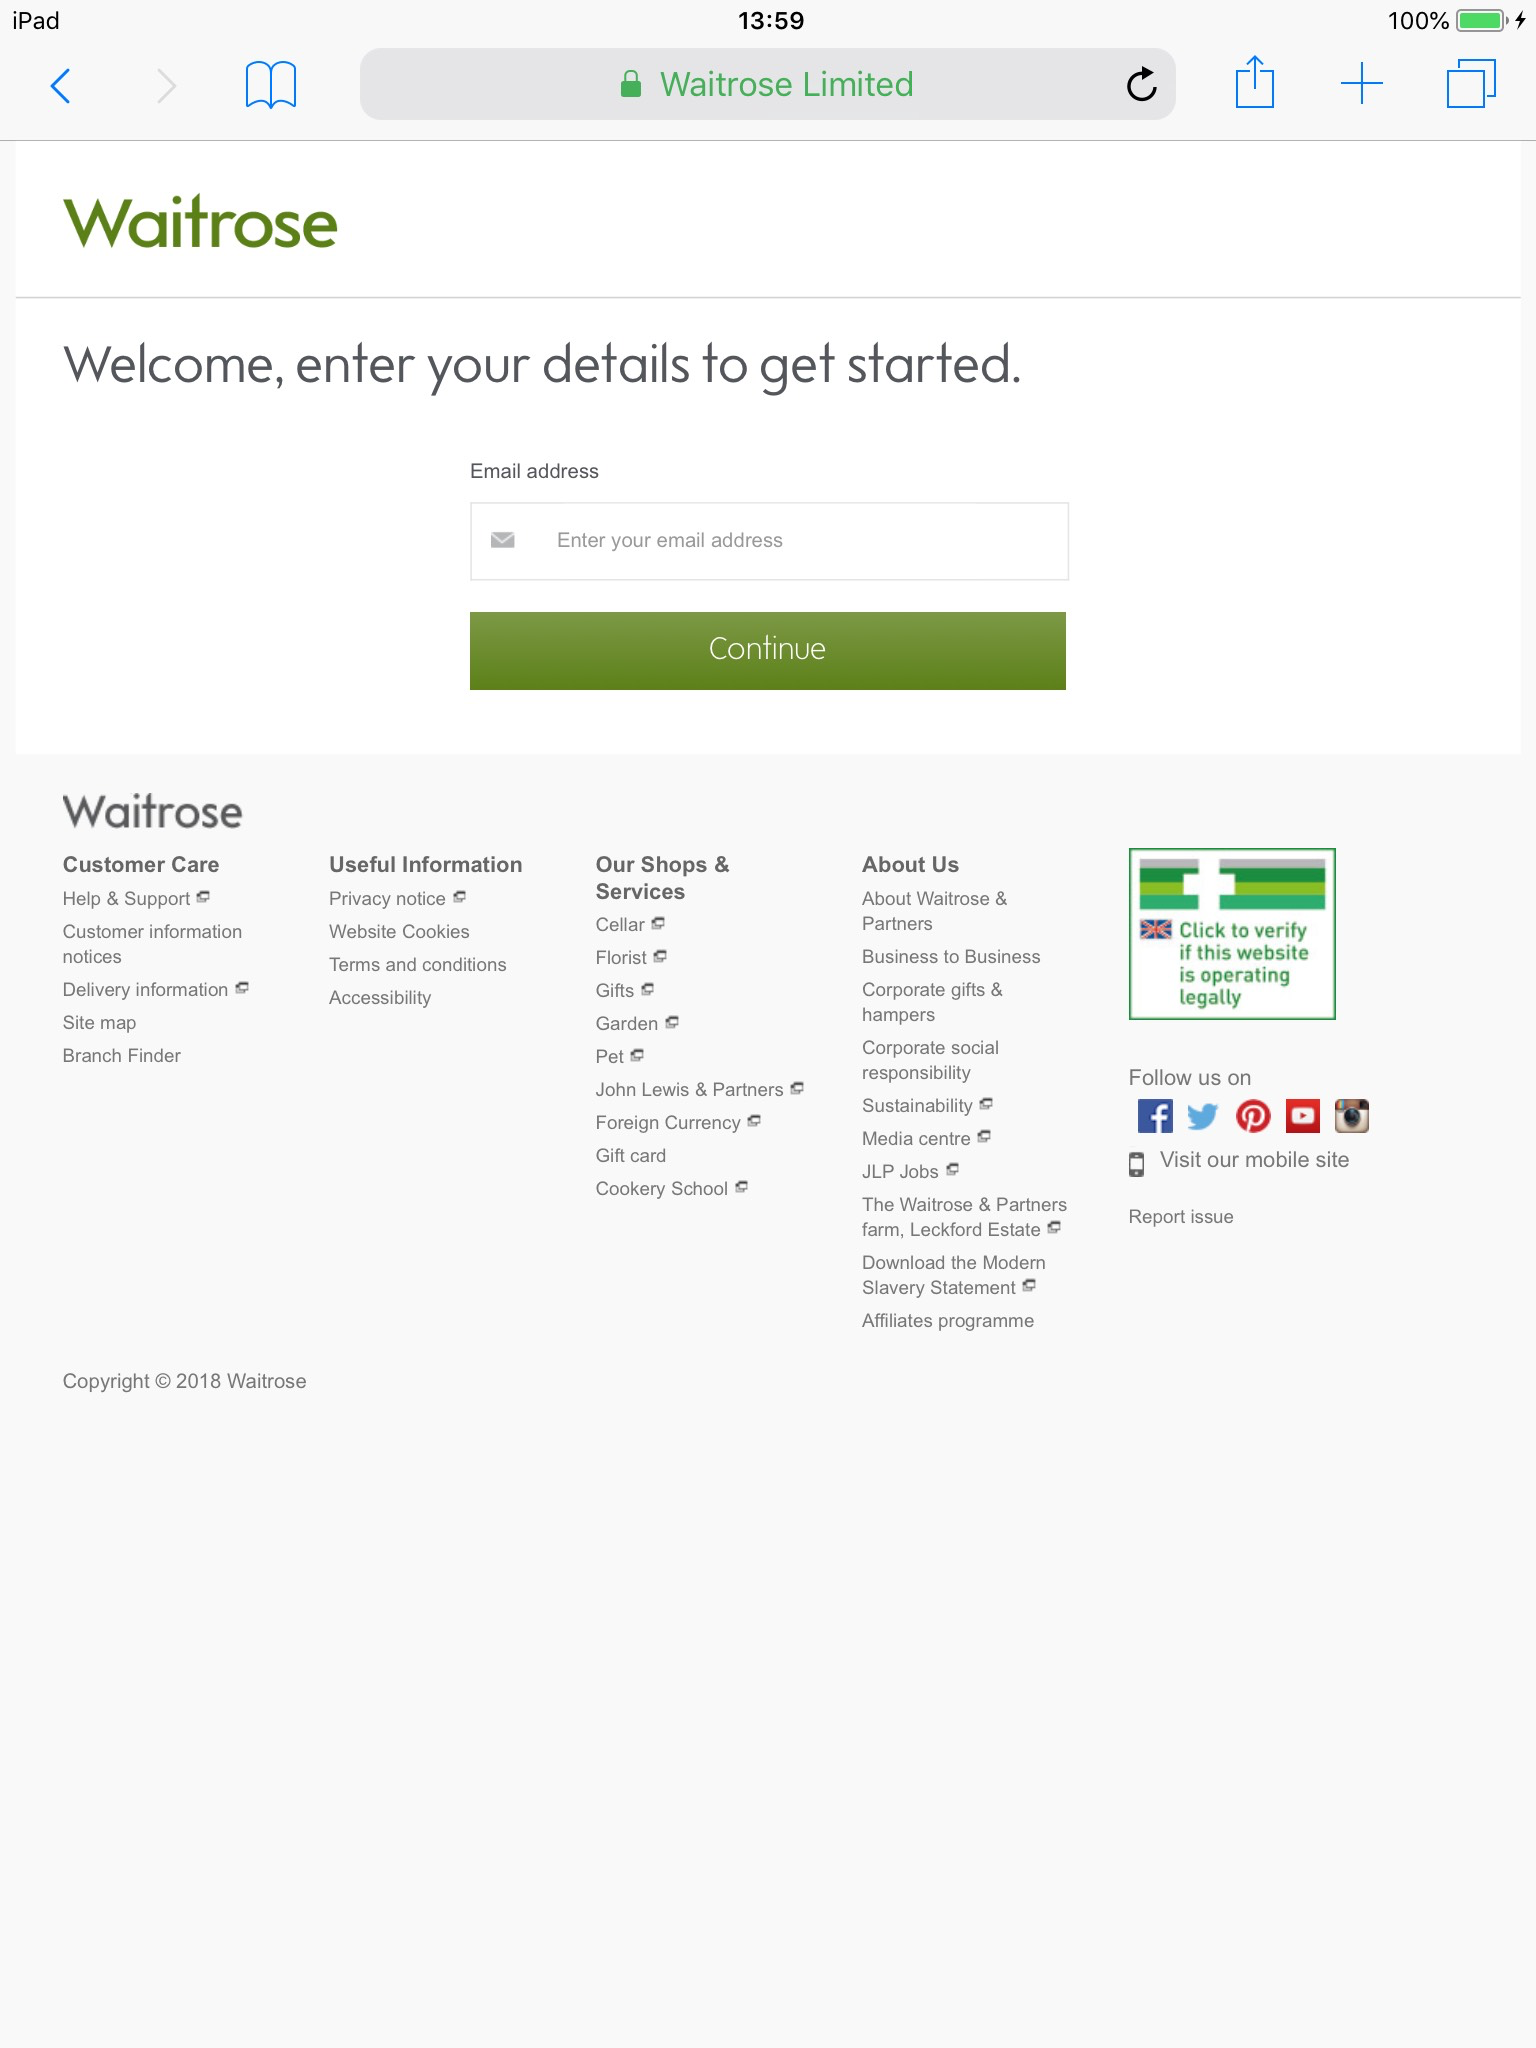 iPad
13:59
100%
Waitrose Limited
Waitrose
Welcome, enter your details to get started.
Email address
Enter your email address
Continue
Waitrose
Customer Care
Help & Support
Customer information
notices
Delivery information
Site map
Branch Finder
Useful Information
Privacy notice
Website Cookies
Terms and conditions
Accessibility
Our Shops &
Services
Cellar
Florist
Gifts
Garden
Pet
John Lewis & Partners
Foreign Currency
Gift card
Cookery School
About Us
About Waitrose &
Partners
Business to Business
Corporate gifts &
hampers
Corporate social
responsibility
Sustainability
Media centre
JLP Jobs
The Waitrose & Partners
farm, Leckford Estate
Download the Modern
Slavery Statement
Affiliates programme
Click to verify
if this website
is operating
legally
Follow us on
Visit our mobile site
Report issue
Copyright © 2018 Waitrose